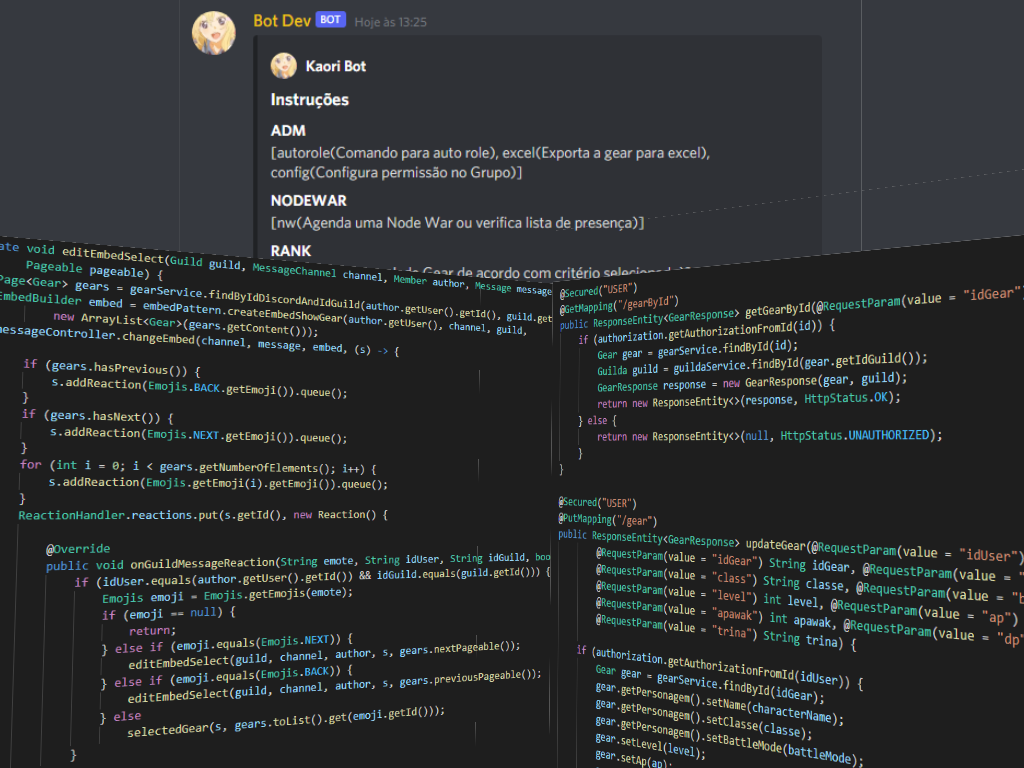 Bot Dev BOT Hoje às 13:25
Kaori Bot
Instruções
ADM
[autorole(Comando para auto role), excel(Exporta a gear para excel),
config(Configura permissão no Grupo)]
NODEWAR
[nw(Agenda uma Node War ou verifica lista de presença)]
RANK
Gear de acordo com critério selecionado
ate void editEmbedSelect(Guild guild, MessageChannel channel, Member author, Message message
Pageable pageable) {
Page<Gear> gears = gearService.findByIdDiscordAndIdGuild(author.getUser().getId(), guild.get
EmbedBuilder embed = embedPattern.createEmbedShowGear(author.getUser(), channel, guild,
new ArrayList<Gear>(gears.getContent()));
messageController.changeEmbed(channel, message, embed, (s) -> {
if (gears.hasPrevious()) {
s.addReaction(Emojis.BACK.getEmoji()).queue();
}
if (gears.hasNext()) {
s.addReaction(Emojis.NEXT.getEmoji()).queue();
}
for (int i = 0; i < gears.getNumberOfElements(); i++) {
s.addReaction(Emojis.getEmoji(i).getEmoji()).queue();
}
ReactionHandler.reactions.put(s.getId(), new Reaction() {
@Override
public void onGuildMessageReaction(String emote, String idUser, String idGuild, boo
if (idUser.equals(author.getUser().getId()) && idGuild.equals(guild.getId())) {
Emojis emoji = Emojis.getEmojis(emote);
if (emoji == null) {
return;
} else if (emoji.equals(Emojis.NEXT)) {
editEmbedSelect(guild, channel, author, s, gears.nextPageable());
} else if (emoji.equals(Emojis.BACK)) {
editEmbedSelect(guild, channel, author, s, gears.previousPageable());
} else
selectedGear(s, gears.toList().get(emoji.getId()));
}
@Secured("USER")
@GetMapping("/gearById")
public ResponseEntity<GearResponse> getGearById(@RequestParam(value = "idGear")
if (authorization.getAuthorizationFromId(id)) {
Gear gear = gearService.findById(id);
Guilda guild = guildaService.findById(gear.getIdGuild());
GearResponse response = new GearResponse(gear, guild);
return new ResponseEntity<>(response, HttpStatus.OK);
} else {
return new ResponseEntity<>(null, HttpStatus.UNAUTHORIZED);
}
}
@Secured("USER")
@PutMapping("/gear")
public ResponseEntity<GearResponse> updateGear(@RequestParam(value = "idUser")
@RequestParam(value = "idGear") String idGear, @RequestParam(value = "
@RequestParam(value = "class") String classe, @RequestParam(value = "b
@RequestParam(value = "level") int level, @RequestParam(value = "ap")
@RequestParam(value = "apawak") int apawak, @RequestParam(value = "dp"
@RequestParam(value = "trina") String trina) {
if (authorization.getAuthorizationFromId(idUser)) {
Gear gear = gearService.findById(idGear);
gear.getPersonagem().setName(characterName);
gear.getPersonagem().setClasse(classe);
gear.getPersonagem().setBattleMode(battleMode);
gear.setLevel(level);
gear.setAp(ap);